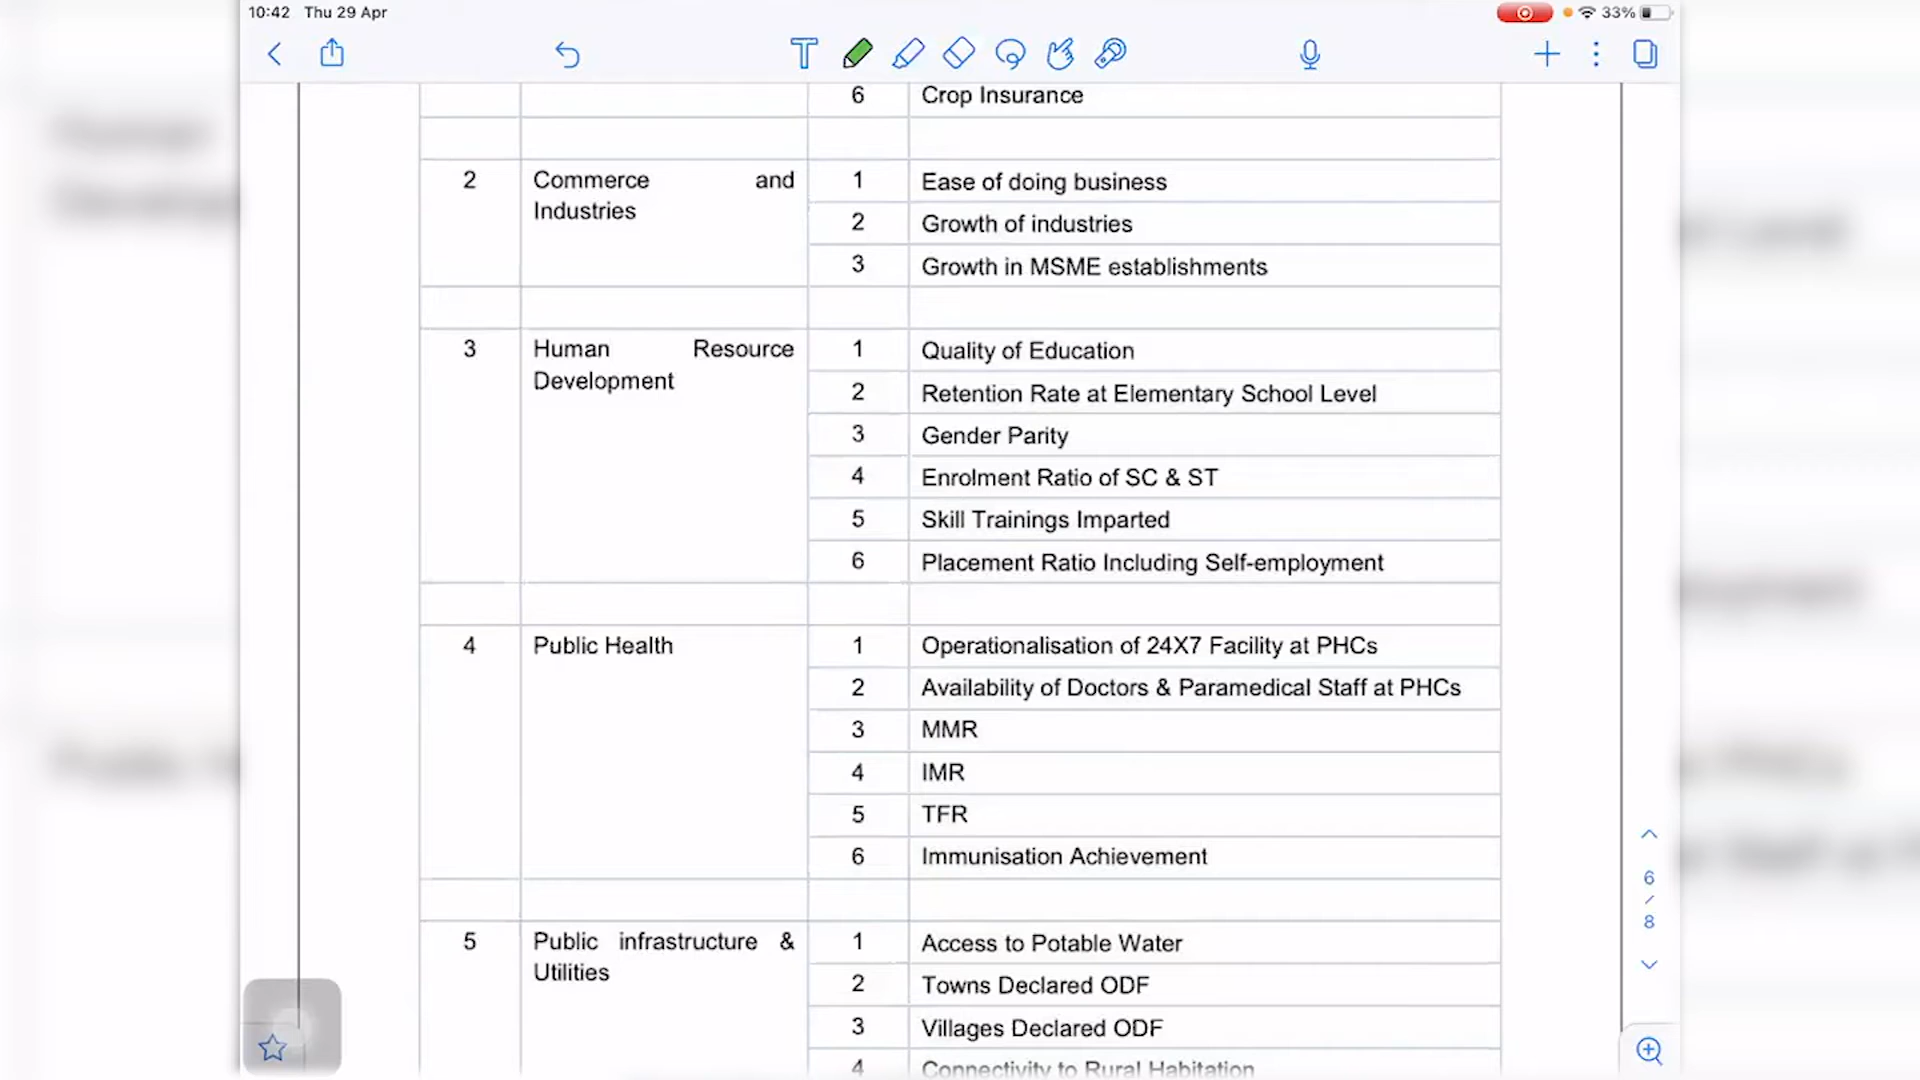 10:42 Thu 29 Apr
33%
T
6 Crop Insurance
2 Commerce and 1 Ease of doing business
Industries
2 Growth of industries
3 Growth in MSME establishments
3 Human Resource 1 Quality of Education
Development
2 Retention Rate at Elementary School Level
3 Gender Parity
4 Enrolment Ratio of SC & ST
5 Skill Trainings Imparted
6 Placement Ratio Including Self-employment
4 Public Health 1 Operationalisation of 24X7 Facility at PHCs
2 Availability of Doctors & Paramedical Staff at PHCs
3 MMR
4 IMR
5 TFR
6 Immunisation Achievement
5 Public infrastructure & 1 Access to Potable Water
Utilities
2 Towns Declared ODF
3 Villages Declared ODF
4 Connectivity to Rural Habitation
6
/
8